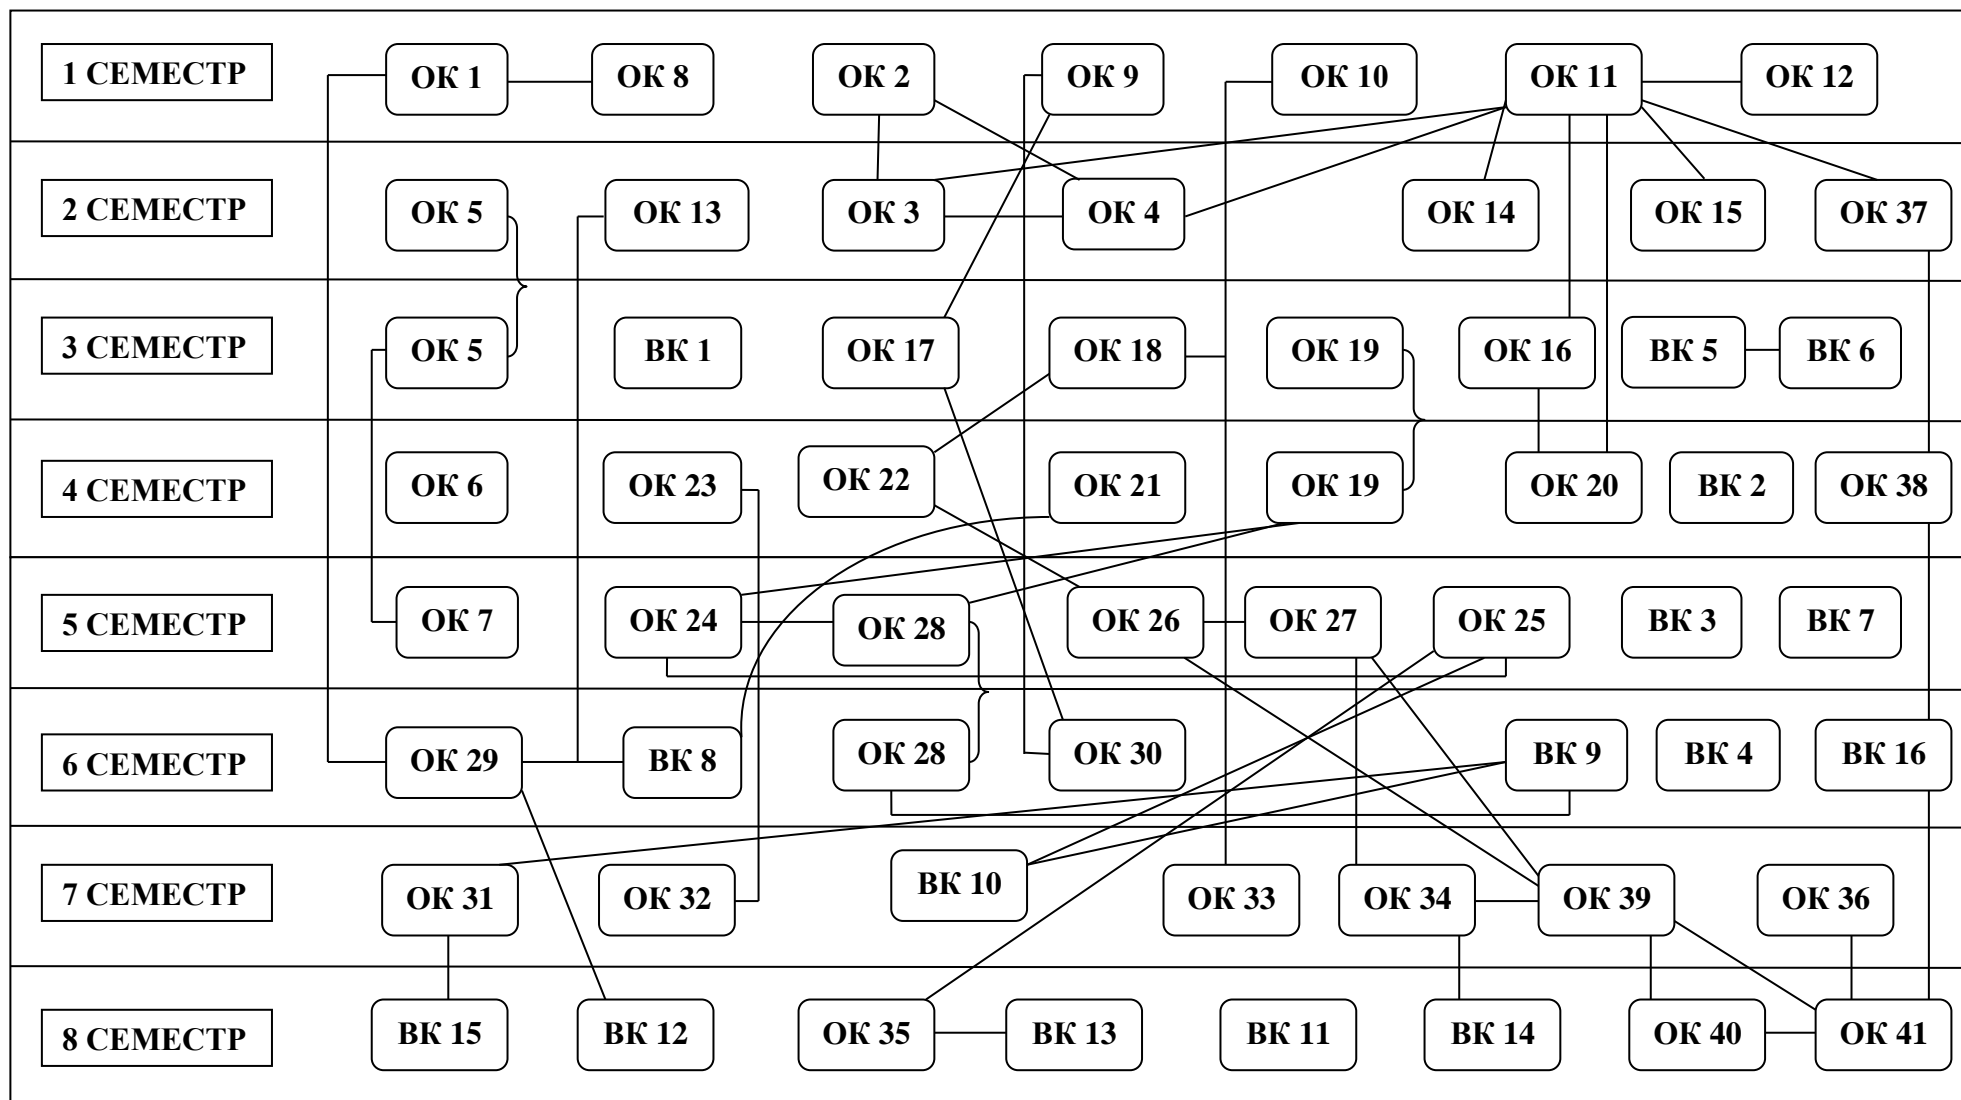 1 СЕМЕСТР ОК 1 ОК 8 ОК 2 ОК 9 ОК 10 ОК 11 ОК 12
2 СЕМЕСТР ОК 5 ОК 13 ОК 3 ОК 4 ОК 14 ОК 15 ОК 37
3 СЕМЕСТР ОК 5 ВК 1 ОК 17 ОК 18 ОК 19 ОК 16 ВК 5 ВК 6
4 СЕМЕСТР ОК 6 ОК 23 ОК 22 ОК 21 ОК 19 ОК 20 ВК 2 ОК 38
5 СЕМЕСТР ОК 7 ОК 24 ОК 28 ОК 26 ОК 27 ОК 25 ВК 3 ВК 7
6 СЕМЕСТР ОК 29 ВК 8 ОК 28 ОК 30 ВК 9 ВК 4 ВК 16
7 СЕМЕСТР ОК 31 ОК 32 ВК 10 ОК 33 ОК 34 ОК 39 ОК 36
8 СЕМЕСТР ВК 15 ВК 12 ОК 35 ВК 13 ВК 11 ВК 14 ОК 40 ОК 41